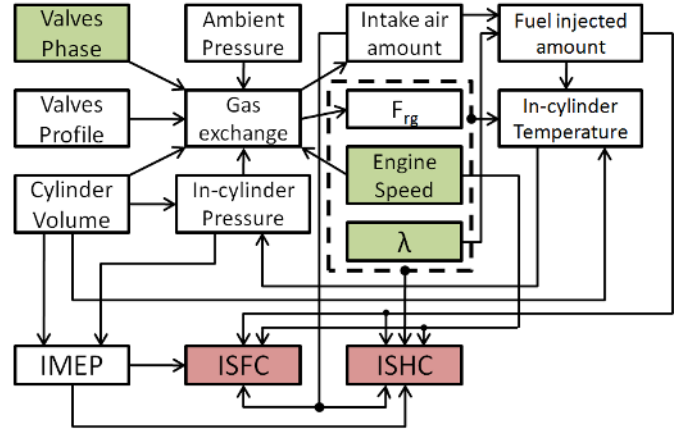 Valves
Phase
Ambient
Pressure
Intake air
amount
Fuel injected
amount
Valves
Profile
Gas
exchange
F_rg
In-cylinder
Temperature
Engine
Speed
Cylinder
Volume
In-cylinder
Pressure
λ
IMEP
ISFC
ISHC